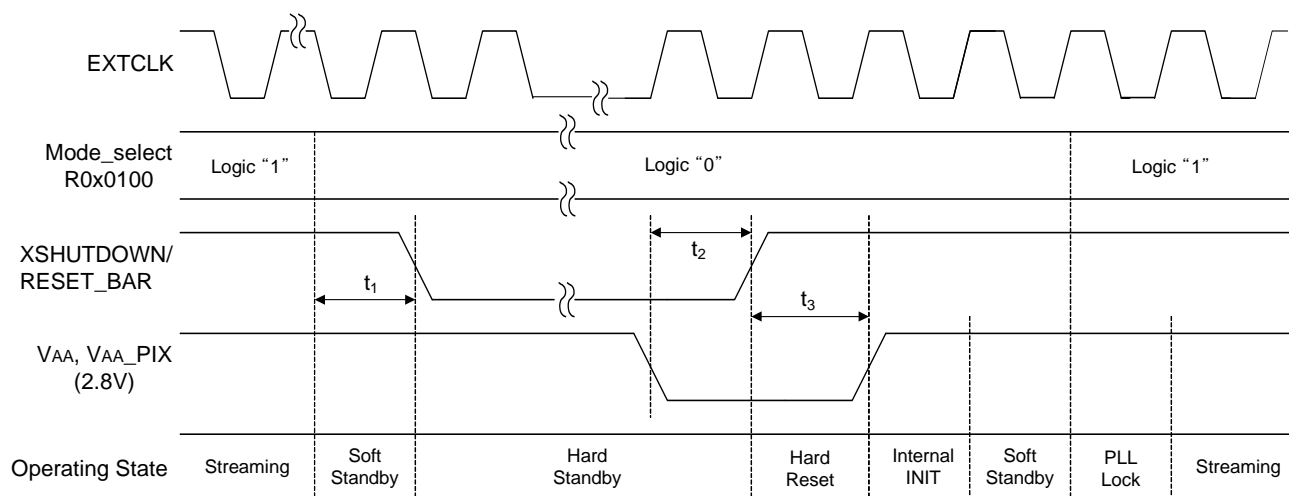 EXTCLK
Mode_select
R0x0100
Logic “1”
Logic “0”
Logic “1”
XSHUTDOWN/
RESET_BAR
t1
t2
t3
VAA, VAA_PIX
(2.8V)
Operating State
Streaming
Soft
Standby
Hard
Standby
Hard
Reset
Internal
INIT
Soft
Standby
PLL
Lock
Streaming